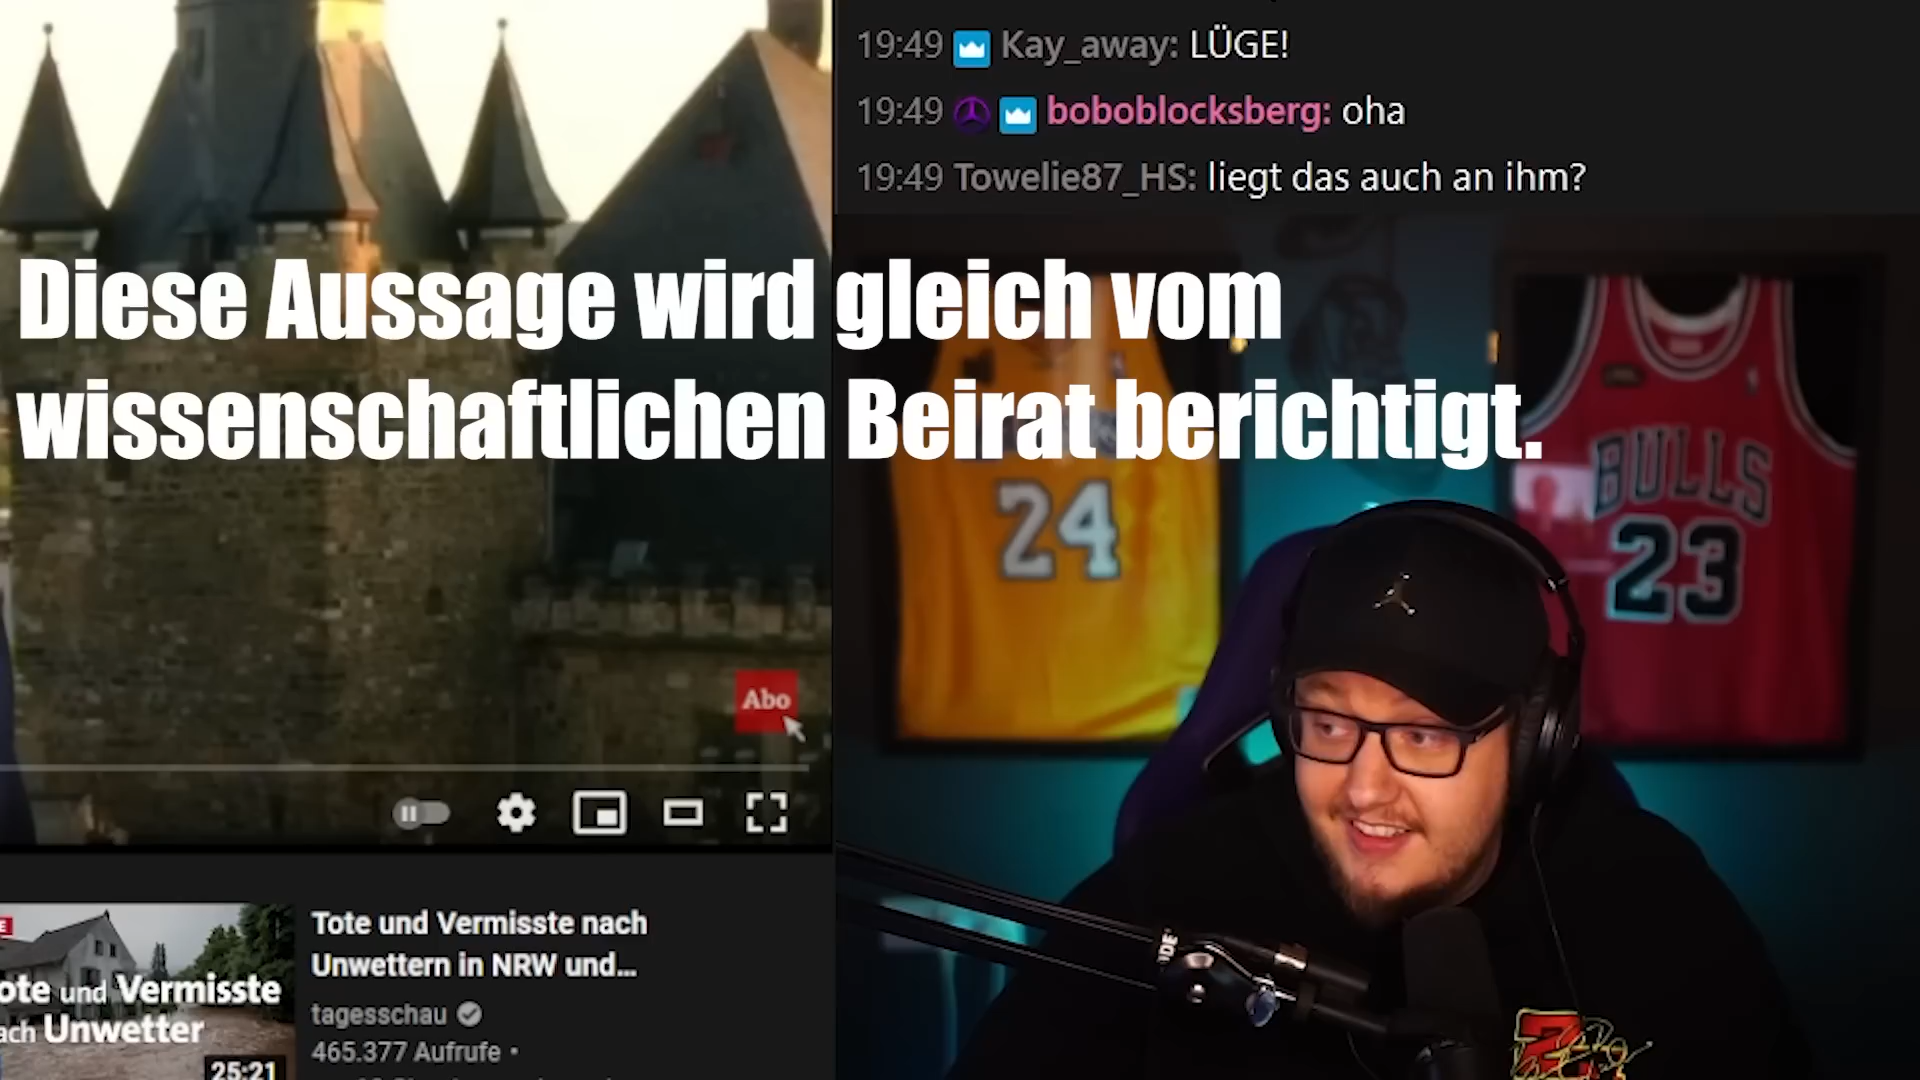 19:49 Kay_away: LÜGE!
19:49 boboblocksberg: oha
19:49 Towelie87_HS: liegt das auch an ihm?
Diese Aussage wird gleich vom
wissenschaftlichen Beirat berichtigt.
24
BULLS
23
Abo
Tote und Vermisste nach
Unwettern in NRW und...
tagesschau
465.377 Aufrufe •
ote und Vermisste
ach Unwetter
25:21